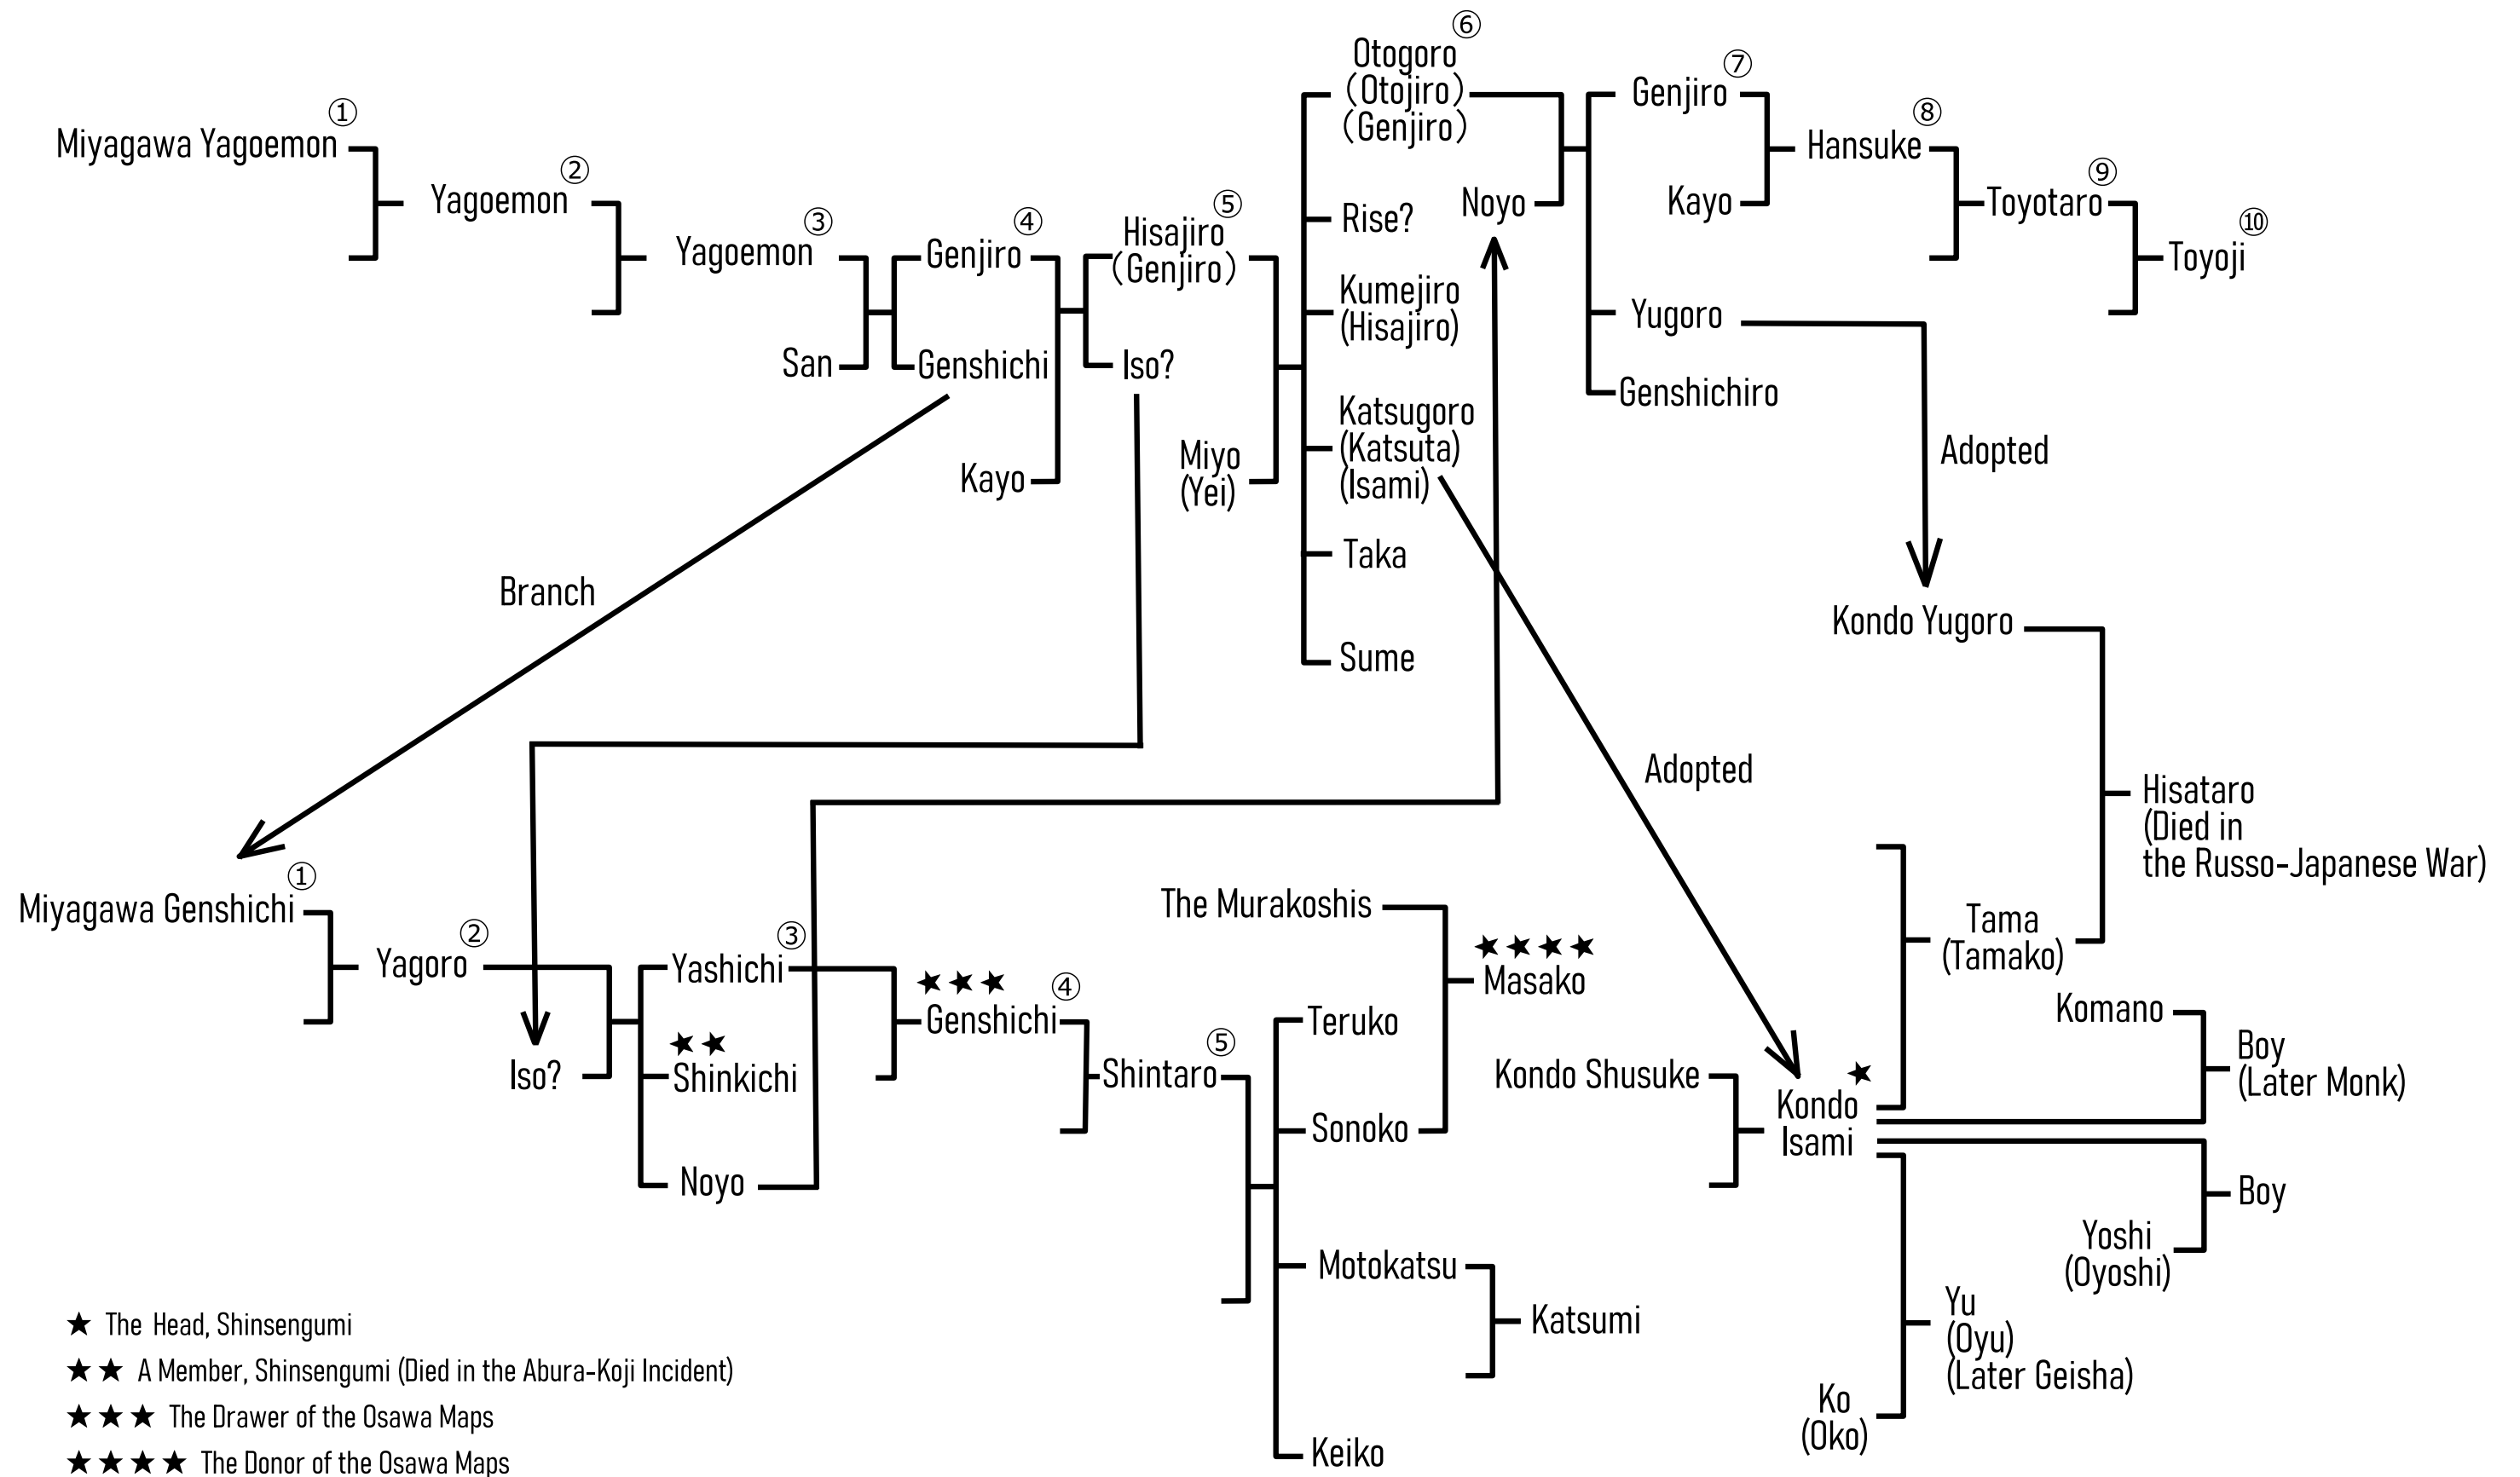 Miyagawa Yagoemon ①
Yagoemon ②
Yagoemon ③
San
Genjiro ④
Genshichi
Kayo
Hisajiro ⑤
(Genjiro)
Iso?
Miyo
(Yei)
Otogoro ⑥
(Otojiro)
(Genjiro)
Noyo
Rise?
Kumejiro
(Hisajiro)
Katsugoro
(Katsuta)
(Isami)
Taka
Sume
Genjiro ⑦
Kayo
Yugoro
Genshichiro
Hansuke ⑧
Toyotaro ⑨
Toyoji ⑩
Adopted
Branch
Adopted
Kondo Yugoro
Hisataro
(Died in
the Russo-Japanese War)
Tama
(Tamako)
Miyagawa Genshichi ①
Yagoro ②
Iso?
Yashichi ③
★★
Shinkichi
Noyo
★★★
Genshichi ④
Shintaro ⑤
The Murakoshis
★★★★
Masako
Teruko
Sonoko
Motokatsu
Katsumi
Keiko
Kondo Shusuke
★
Kondo
Isami
Komano
Boy
(Later Monk)
Boy
Yoshi
(Oyoshi)
Yu
(Oyu)
(Later Geisha)
Ko
(Oko)
★ The Head, Shinsengumi
★★ A Member, Shinsengumi (Died in the Abura-Koji Incident)
★★★ The Drawer of the Osawa Maps
★★★★ The Donor of the Osawa Maps